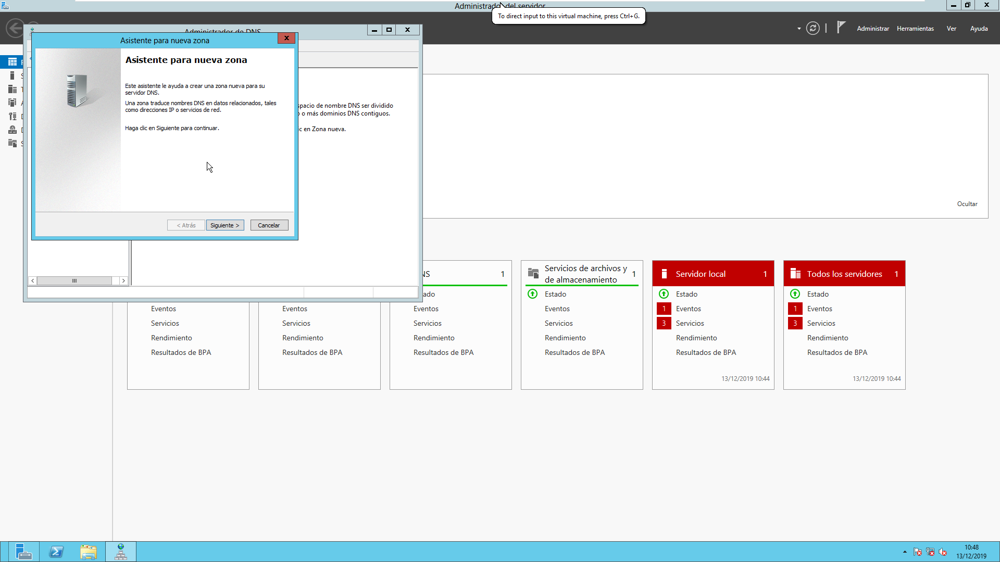 Administrador del servidor
To direct input to this virtual machine, press Ctrl+G.
Administrar
Herramientas
Ver
Ayuda
Administrador de DNS
Asistente para nueva zona
Asistente para nueva zona
Este asistente le ayuda a crear una zona nueva para su
servidor DNS.
Una zona traduce nombres DNS en datos relacionados, tales
como direcciones IP o servicios de red.
Haga clic en Siguiente para continuar.
< Atrás
Siguiente >
Cancelar
spacio de nombre DNS ser dividido
o más dominios DNS contiguos.
ic en Zona nueva.
Ocultar
Eventos
Servicios
Rendimiento
Resultados de BPA
Eventos
Servicios
Rendimiento
Resultados de BPA
NS 1
ado
Eventos
Servicios
Rendimiento
Resultados de BPA
Servicios de archivos y
de almacenamiento
1
Estado
Eventos
Servicios
Rendimiento
Resultados de BPA
Servidor local 1
Estado
1 Eventos
3 Servicios
Rendimiento
Resultados de BPA
13/12/2019 10:44
Todos los servidores 1
Estado
1 Eventos
3 Servicios
Rendimiento
Resultados de BPA
13/12/2019 10:44
10:48
13/12/2019